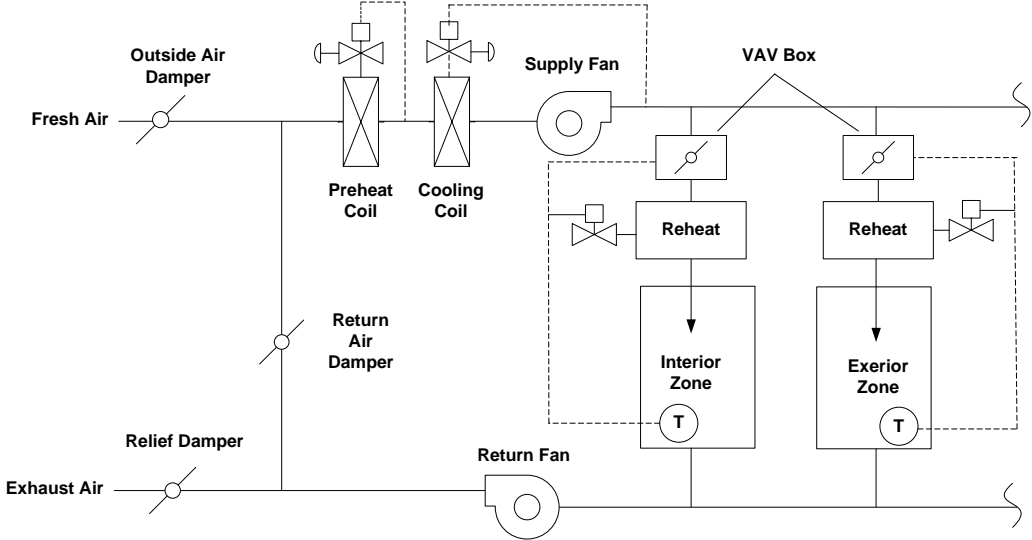 Outside Air
Damper
Supply Fan
VAV Box
Fresh Air
Preheat
Coil
Cooling
Coil
Reheat
Reheat
Return
Air
Damper
Interior
Zone
Exerior
Zone
T
T
Relief Damper
Return Fan
Exhaust Air